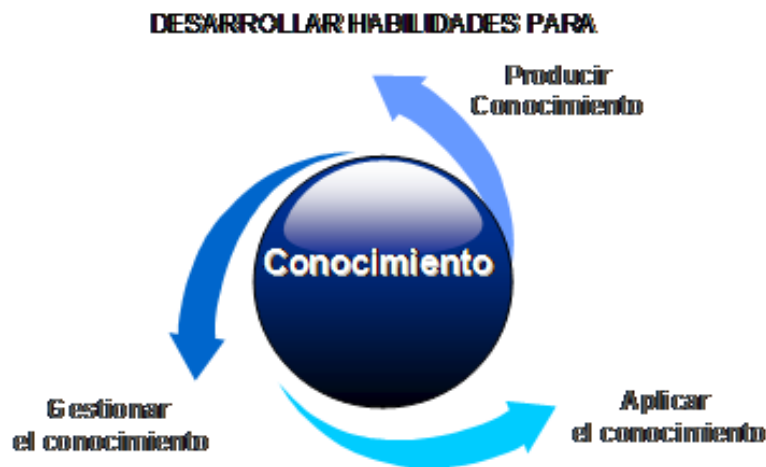 DESARROLLAR HABILIDADES PARA
Producir
Conocimiento
Conocimiento
Gestionar
el conocimiento
Aplicar
el conocimiento